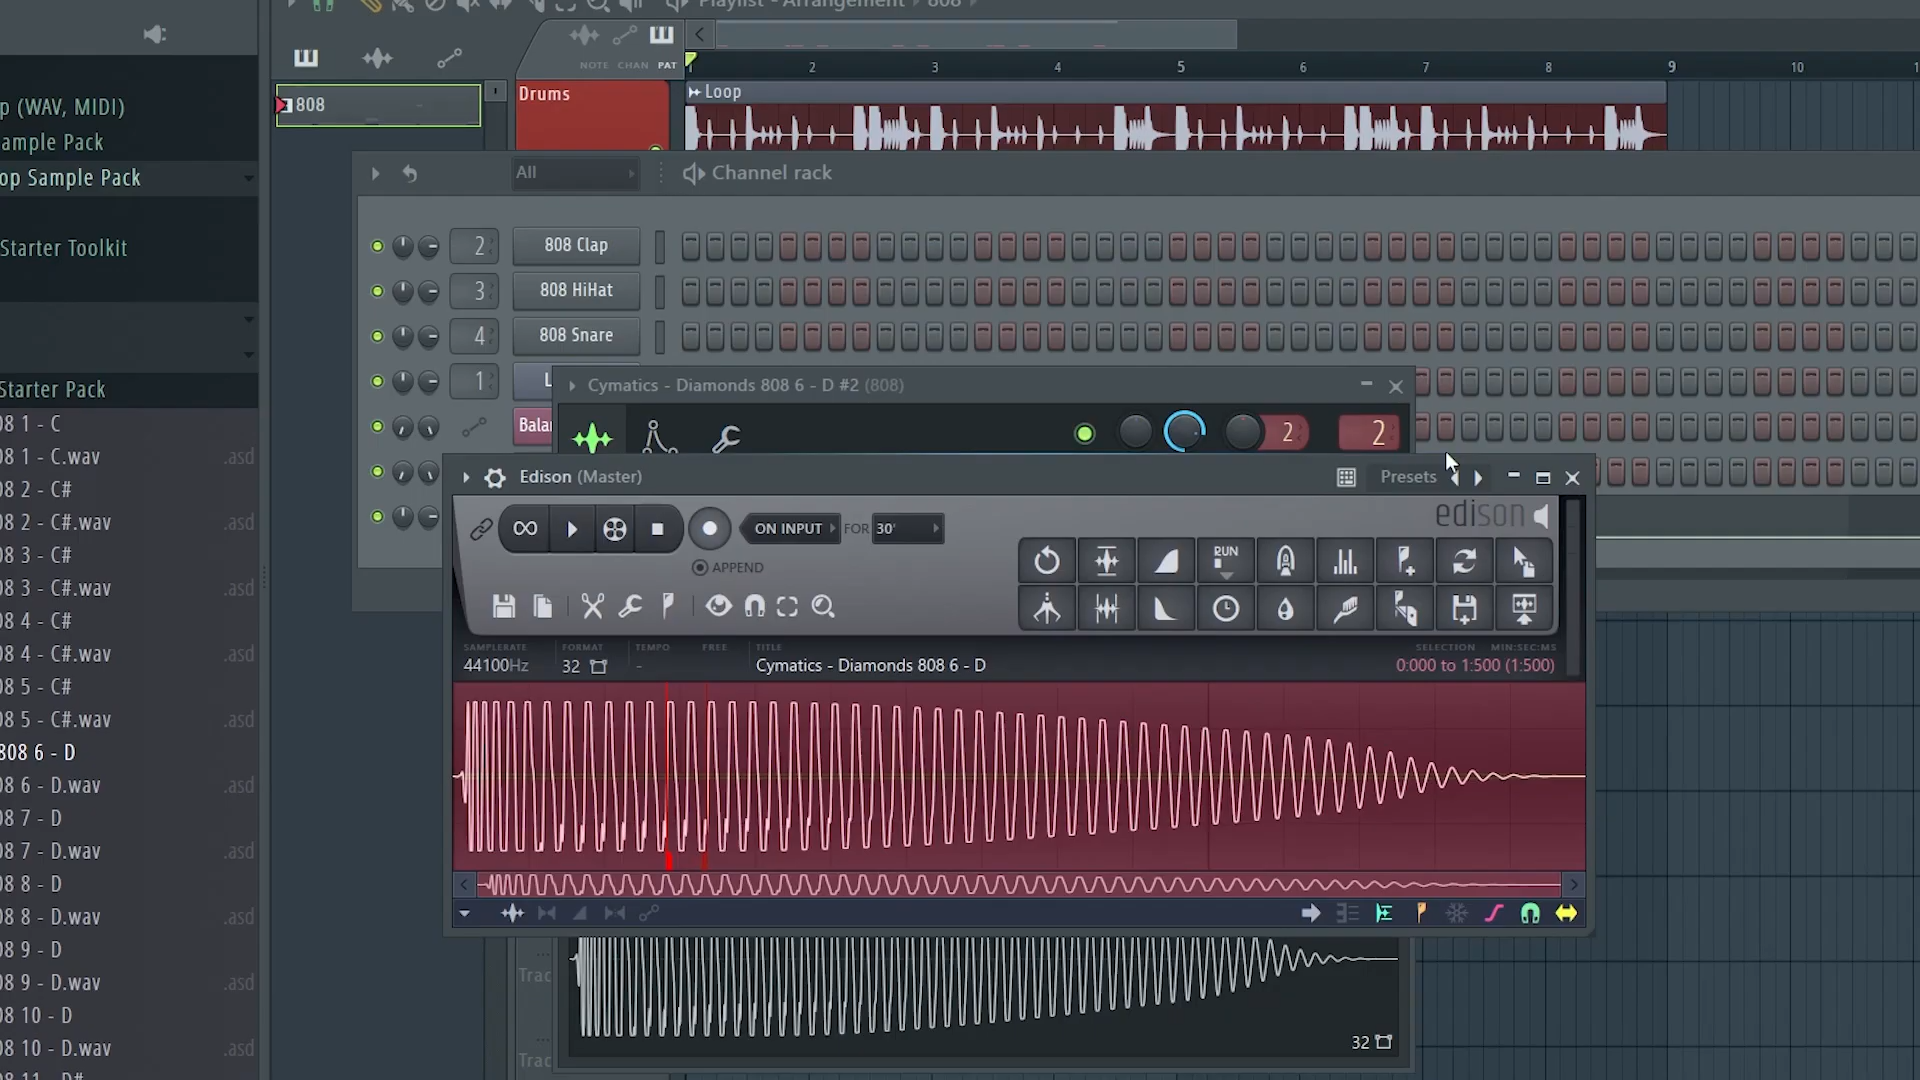 Playlist - Arrangement › 808 ›
NOTE CHAN PAT
1 2 3 4 5 6 7 8 9 10
808
Drums
Loop
p (WAV, MIDI)
ample Pack
op Sample Pack
Starter Toolkit
Starter Pack
08 1 - C
08 1 - C.wav .asd
08 2 - C#
08 2 - C#.wav .asd
08 3 - C#
08 3 - C#.wav .asd
08 4 - C#
08 4 - C#.wav .asd
08 5 - C#
08 5 - C#.wav .asd
808 6 - D
08 6 - D.wav .asd
08 7 - D
08 7 - D.wav .asd
08 8 - D
08 8 - D.wav .asd
08 9 - D
08 9 - D.wav .asd
08 10 - D
08 10 - D.wav .asd
08 11 - D#
All
Channel rack
2 808 Clap
3 808 HiHat
4 808 Snare
1 L
Balan
Cymatics - Diamonds 808 6 - D #2 (808)
2 2
Edison (Master)
Presets
ON INPUT FOR 30'
edison
APPEND
RUN
SAMPLERATE FORMAT TEMPO FREE TITLE SELECTION MIN:SEC:MS
44100Hz 32 - Cymatics - Diamonds 808 6 - D 0:000 to 1:500 (1:500)
Trac
32
Trac